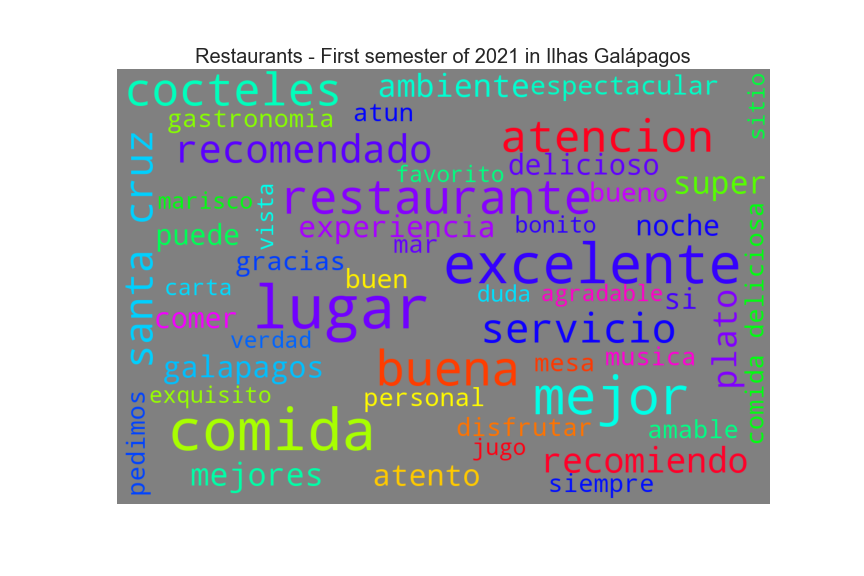 Restaurants - First semester of 2021 in Ilhas Galápagos
cocteles
ambiente
espectacular
sitio
gastronomia
atun
recomendado
atencion
santa cruz
favorito
delicioso
super
marisco
vista
restaurante
bueno
puede
experiencia
mar
bonito
noche
comida deliciosa
gracias
buen
excelente
carta
lugar
duda
agradable
si
plato
comer
verdad
servicio
galapagos
buena
mesa
musica
exquisito
personal
mejor
pedimos
comida
disfrutar
amable
jugo
recomiendo
mejores
atento
siempre